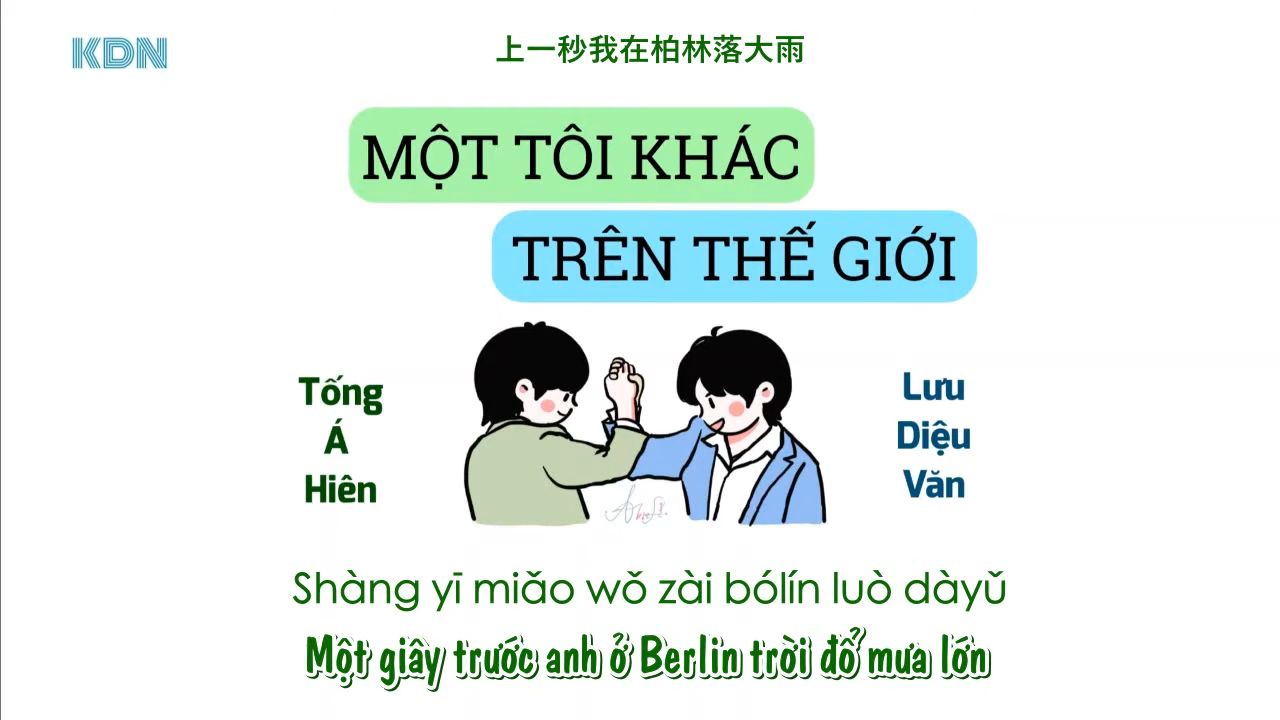 KDN
上一秒我在柏林落大雨
MỘT TÔI KHÁC
TRÊN THẾ GIỚI
Tống
Á
Hiên
Lưu
Diệu
Văn
Shàng yī miǎo wǒ zài bólín luò dàyǔ
Một giây trước anh ở Berlin trời đổ mưa lớn